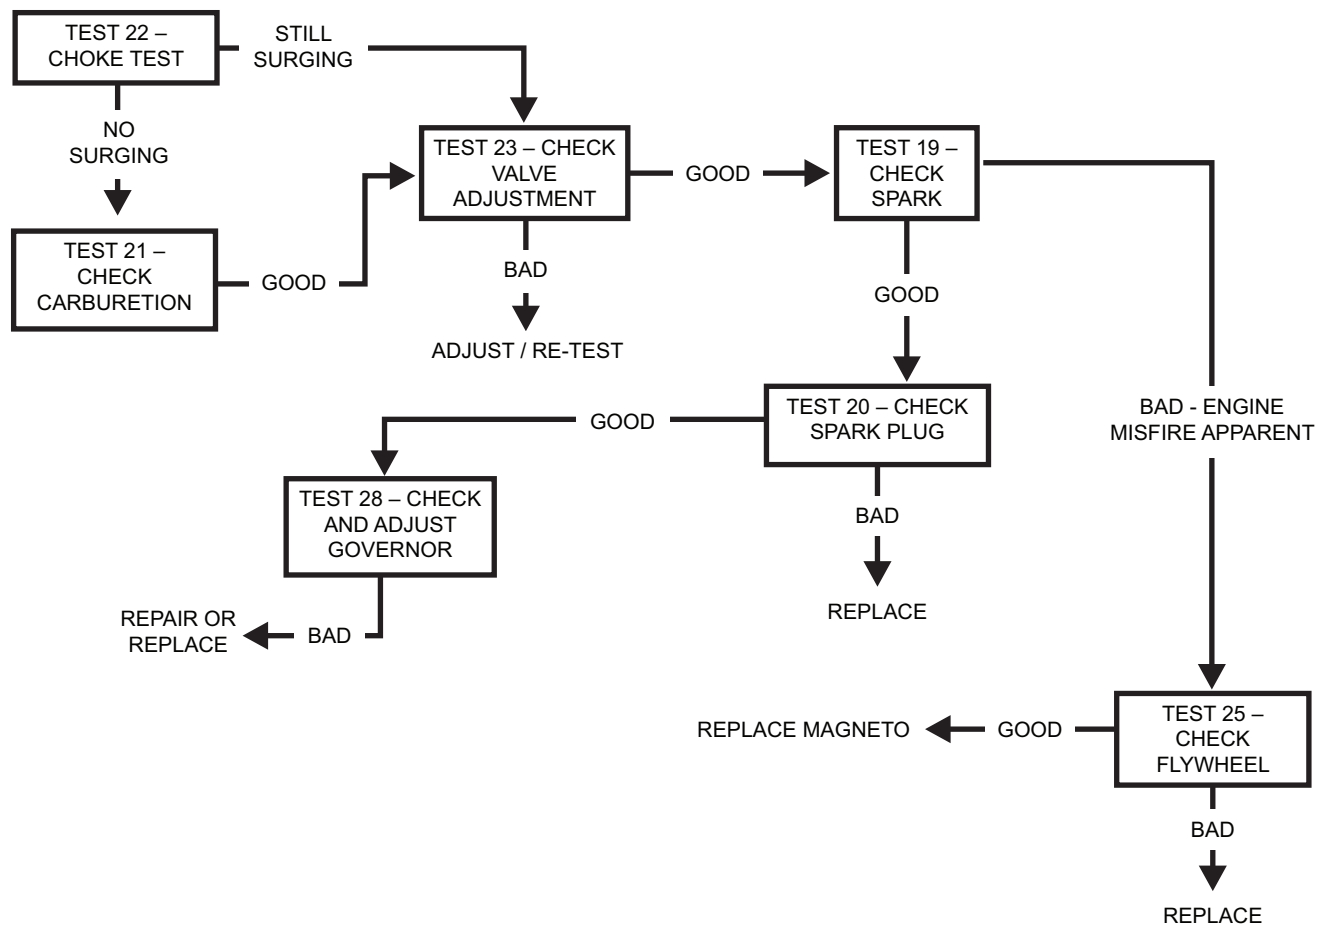 TEST 22 –
CHOKE TEST
STILL
SURGING
NO
SURGING
TEST 23 – CHECK
VALVE
ADJUSTMENT
GOOD
TEST 19 –
CHECK
SPARK
TEST 21 –
CHECK
CARBURETION
GOOD
BAD
ADJUST / RE-TEST
GOOD
BAD - ENGINE
MISFIRE APPARENT
TEST 20 – CHECK
SPARK PLUG
GOOD
TEST 28 – CHECK
AND ADJUST
GOVERNOR
BAD
REPLACE
BAD
REPAIR OR
REPLACE
TEST 25 –
CHECK
FLYWHEEL
GOOD
REPLACE MAGNETO
BAD
REPLACE